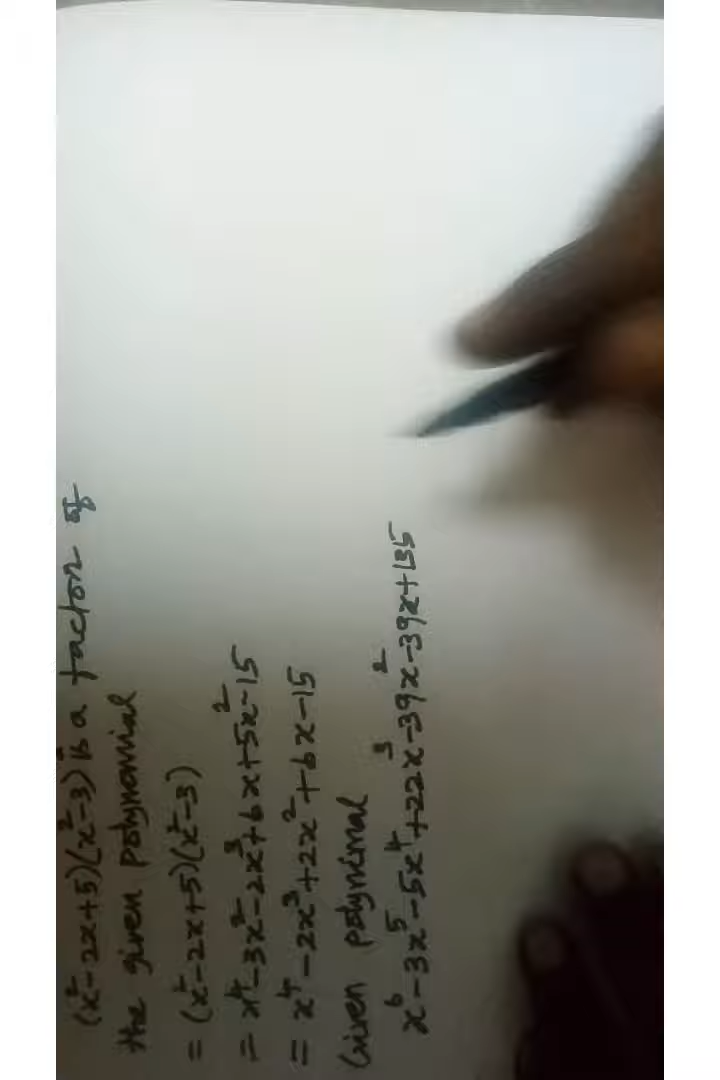 (x²-2x+5)(x²-3) is a factor of
the given polynomial
= (x²-2x+5)(x²-3)
= x⁴-3x²-2x³+6x+5x²-15
= x⁴-2x³+2x²+6x-15
Given polynimal
x⁶-3x⁵-5x⁴+22x³-39x²-39x+135